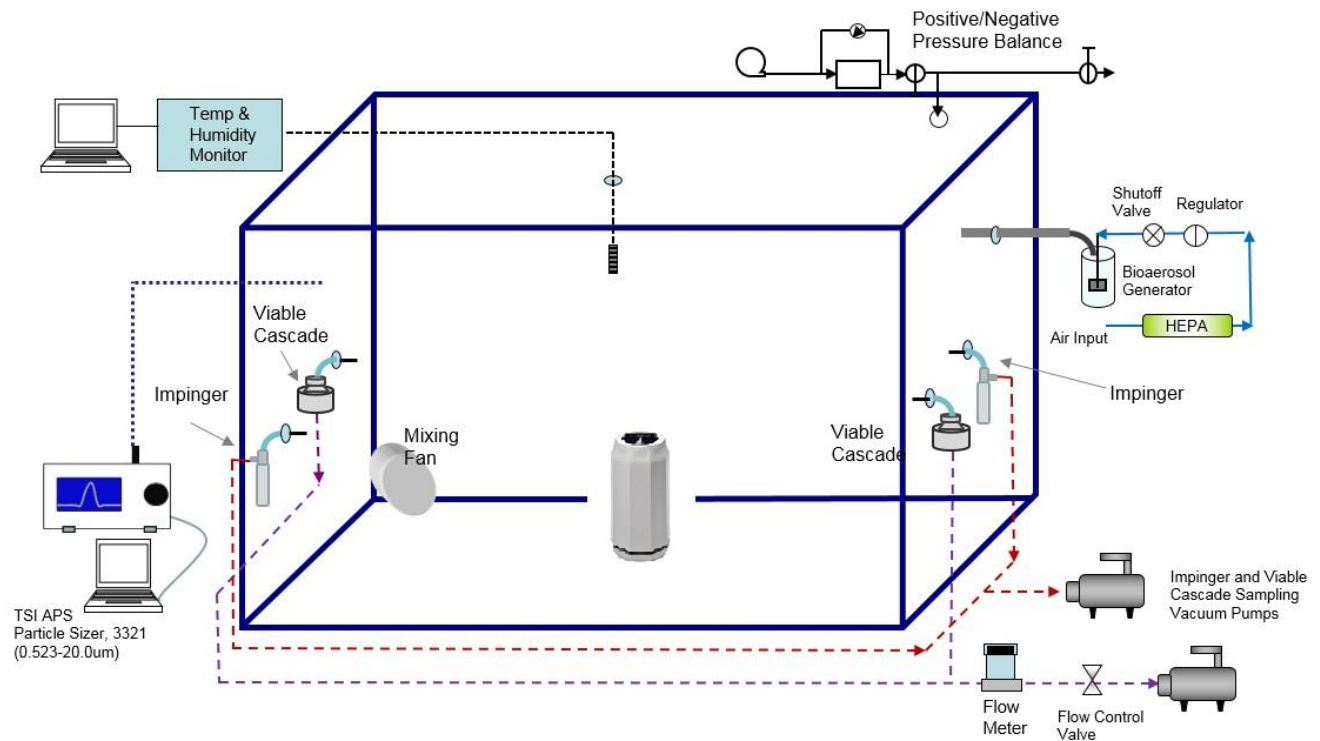 Positive/Negative
Pressure Balance
Temp &
Humidity
Monitor
Shutoff
Valve
Regulator
Bioaerosol
Generator
HEPA
Air Input
Viable
Cascade
Impinger
Impinger
Mixing
Fan
Viable
Cascade
TSI APS
Particle Sizer, 3321
(0.523-20.0um)
Impinger and Viable
Cascade Sampling
Vacuum Pumps
Flow
Meter
Flow Control
Valve